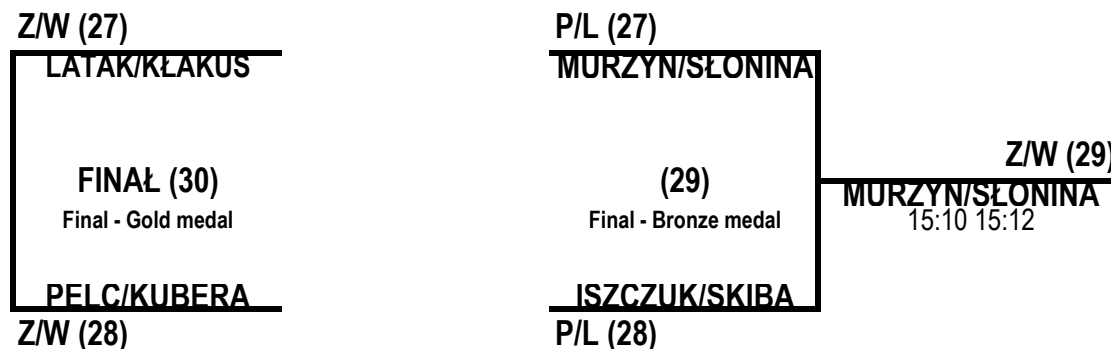 Z/W (27)
LATAK/KŁAKUS
FINAŁ (30)
Final - Gold medal
PELC/KUBERA
Z/W (28)
P/L (27)
MURZYN/SŁONINA
(29)
Final - Bronze medal
ISZCZUK/SKIBA
P/L (28)
Z/W (29)
MURZYN/SŁONINA
15:10 15:12